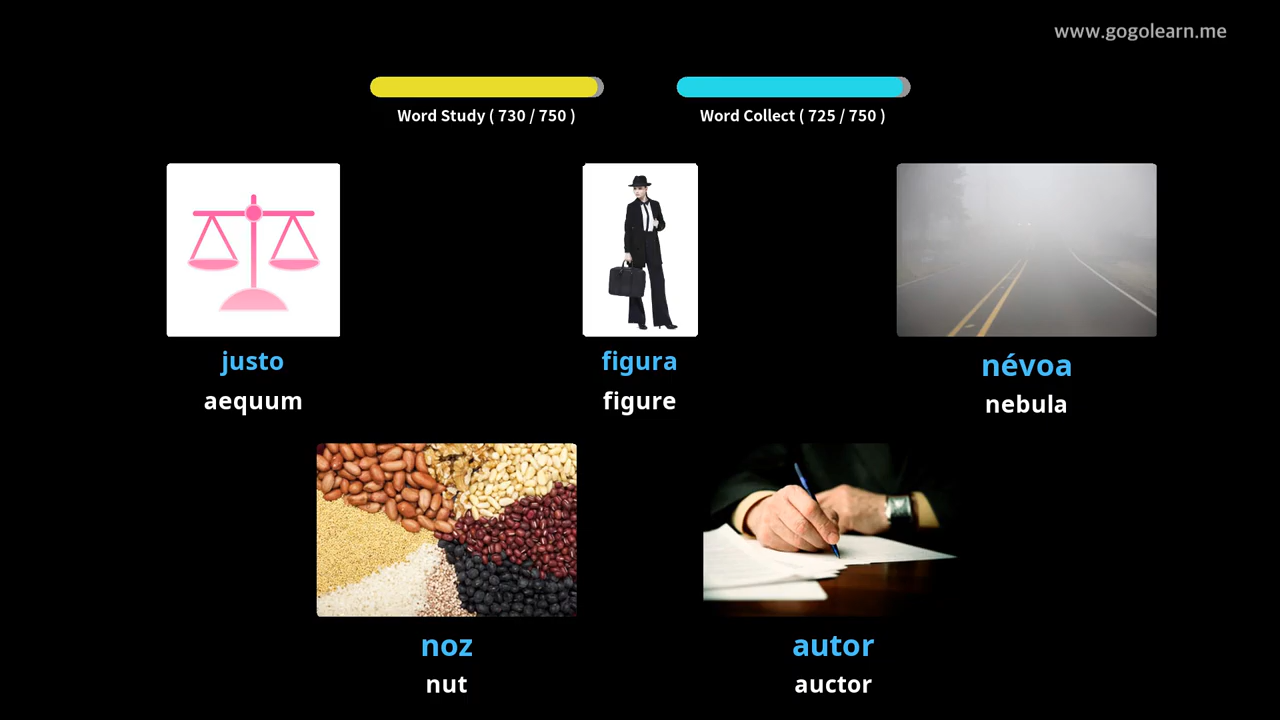 www.gogolearn.me
Word Study ( 730 / 750 )
Word Collect ( 725 / 750 )
justo
aequum
figura
figure
névoa
nebula
noz
nut
autor
auctor